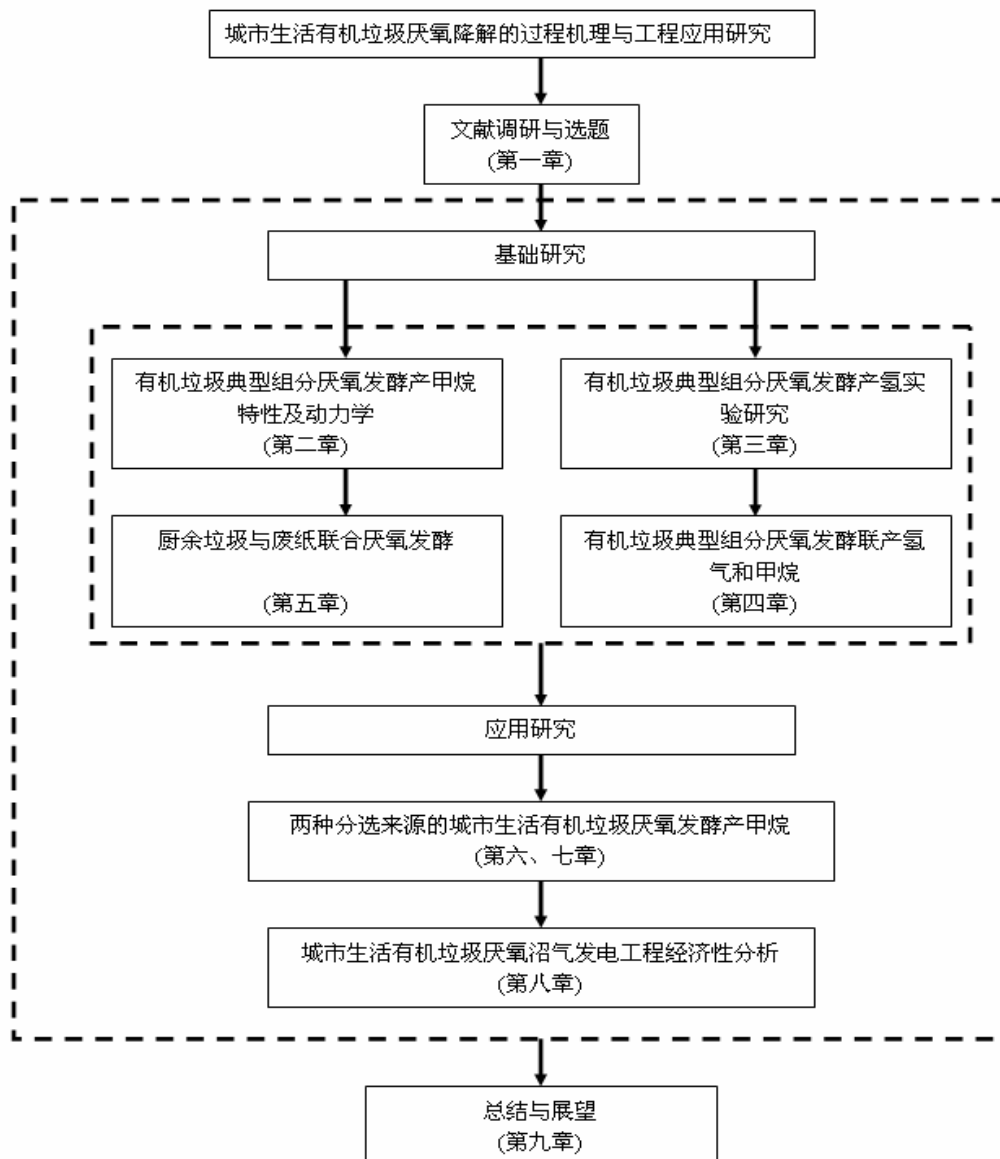 城市生活有机垃圾厌氧降解的过程机理与工程应用研究
文献调研与选题
(第一章)
基础研究
有机垃圾典型组分厌氧发酵产甲烷
特性及动力学
(第二章)
有机垃圾典型组分厌氧发酵产氢实
验研究
(第三章)
厨余垃圾与废纸联合厌氧发酵
(第五章)
有机垃圾典型组分厌氧发酵联产氢
气和甲烷
(第四章)
应用研究
两种分选来源的城市生活有机垃圾厌氧发酵产甲烷
(第六、七章)
城市生活有机垃圾厌氧沼气发电工程经济性分析
(第八章)
总结与展望
(第九章)